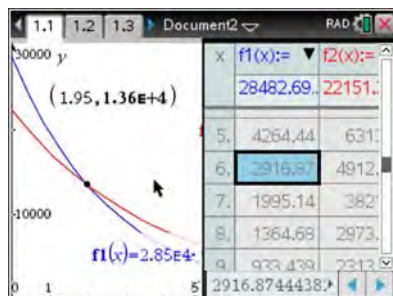 1.1 1.2 1.3 Document2 RAD
30000 y
(1.95, 1.36E+4)
10000
f1(x)=2.85E4·
0 1 5
x f1(x):= ▼ f2(x):=
28482.69.. 22151.
5. 4264.44 631
6. 2916.87 4912.
7. 1995.14 382
8. 1364.68 2973.
9. 933.439 2313.
2916.8744438